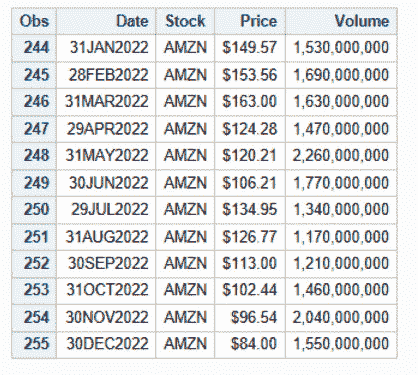 Obs Date Stock Price Volume
244 31JAN2022 AMZN $149.57 1,530,000,000
245 28FEB2022 AMZN $153.56 1,690,000,000
246 31MAR2022 AMZN $163.00 1,630,000,000
247 29APR2022 AMZN $124.28 1,470,000,000
248 31MAY2022 AMZN $120.21 2,260,000,000
249 30JUN2022 AMZN $106.21 1,770,000,000
250 29JUL2022 AMZN $134.95 1,340,000,000
251 31AUG2022 AMZN $126.77 1,170,000,000
252 30SEP2022 AMZN $113.00 1,210,000,000
253 31OCT2022 AMZN $102.44 1,460,000,000
254 30NOV2022 AMZN $96.54 2,040,000,000
255 30DEC2022 AMZN $84.00 1,550,000,000